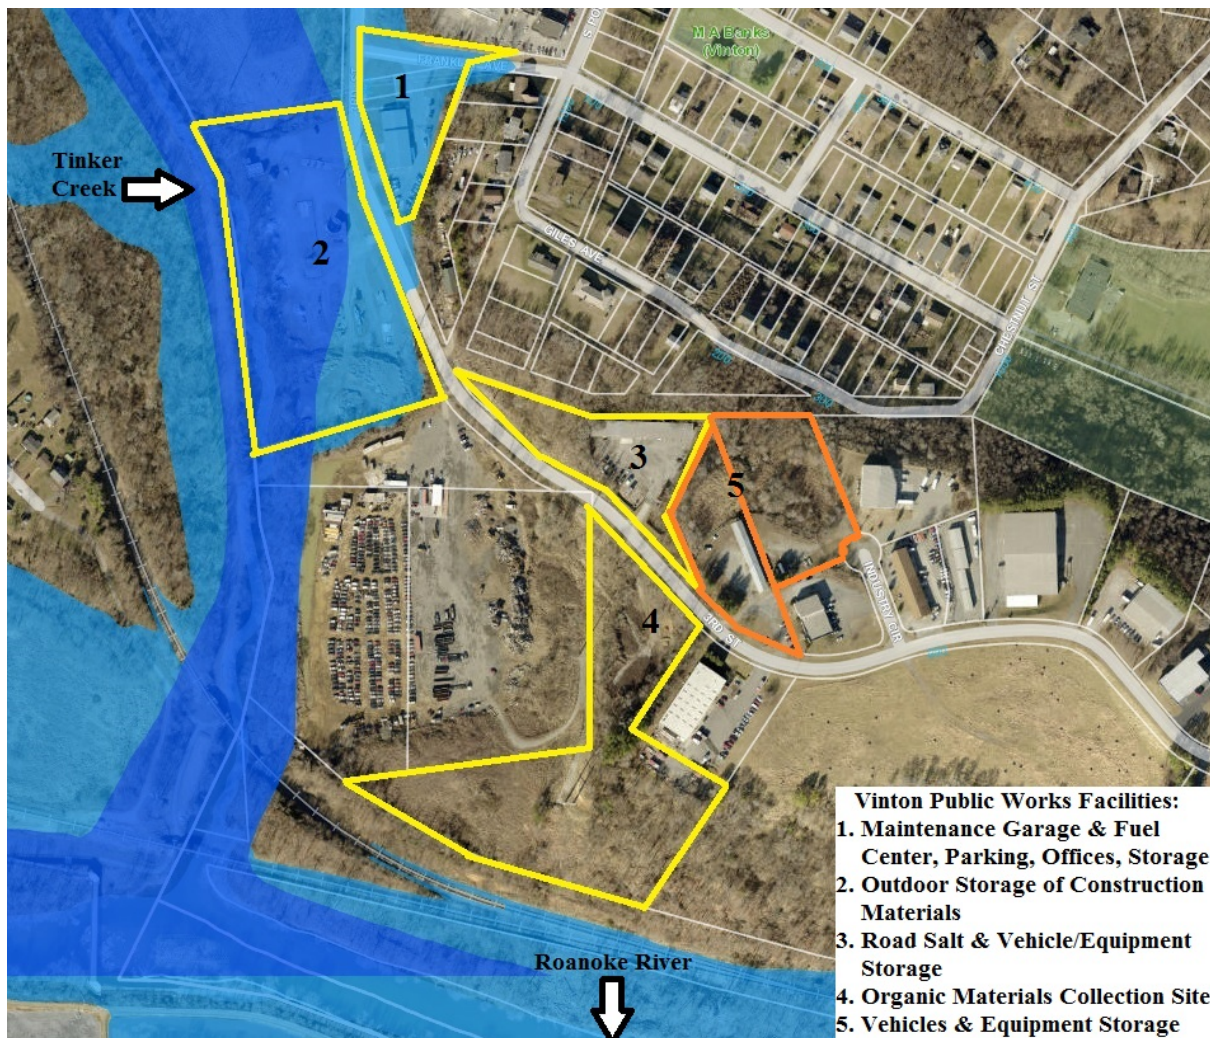 M A Banks
(Vinton)
1
FRANKLIN AVE
Tinker
Creek
2
GILES AVE
CHESTNUT ST
3
5
INDUSTRY CIR
4
3RD ST
Vinton Public Works Facilities:
1. Maintenance Garage & Fuel
Center, Parking, Offices, Storage
2. Outdoor Storage of Construction
Materials
3. Road Salt & Vehicle/Equipment
Storage
4. Organic Materials Collection Site
5. Vehicles & Equipment Storage
Roanoke River